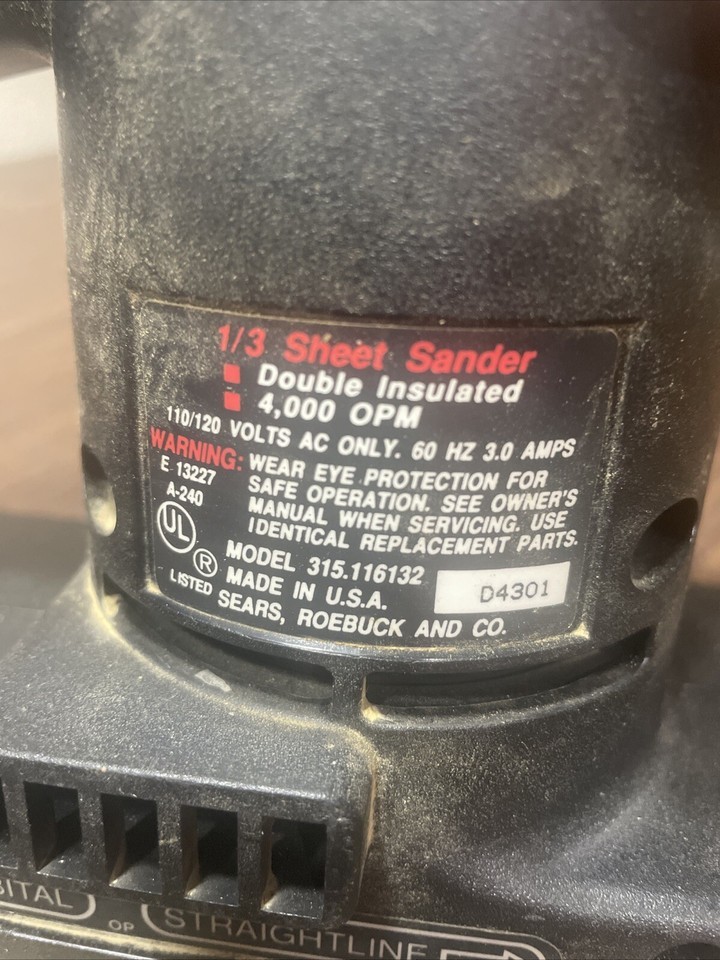 1/3 Sheet Sander
Double Insulated
4,000 OPM
110/120 VOLTS AC ONLY. 60 HZ 3.0 AMPS
WARNING: WEAR EYE PROTECTION FOR
SAFE OPERATION. SEE OWNER'S
MANUAL WHEN SERVICING. USE
IDENTICAL REPLACEMENT PARTS.
E 13227
A-240
UL
®
LISTED
MODEL 315.116132
MADE IN U.S.A.
D4301
SEARS, ROEBUCK AND CO.
BITAL
OR
STRAIGHTLINE